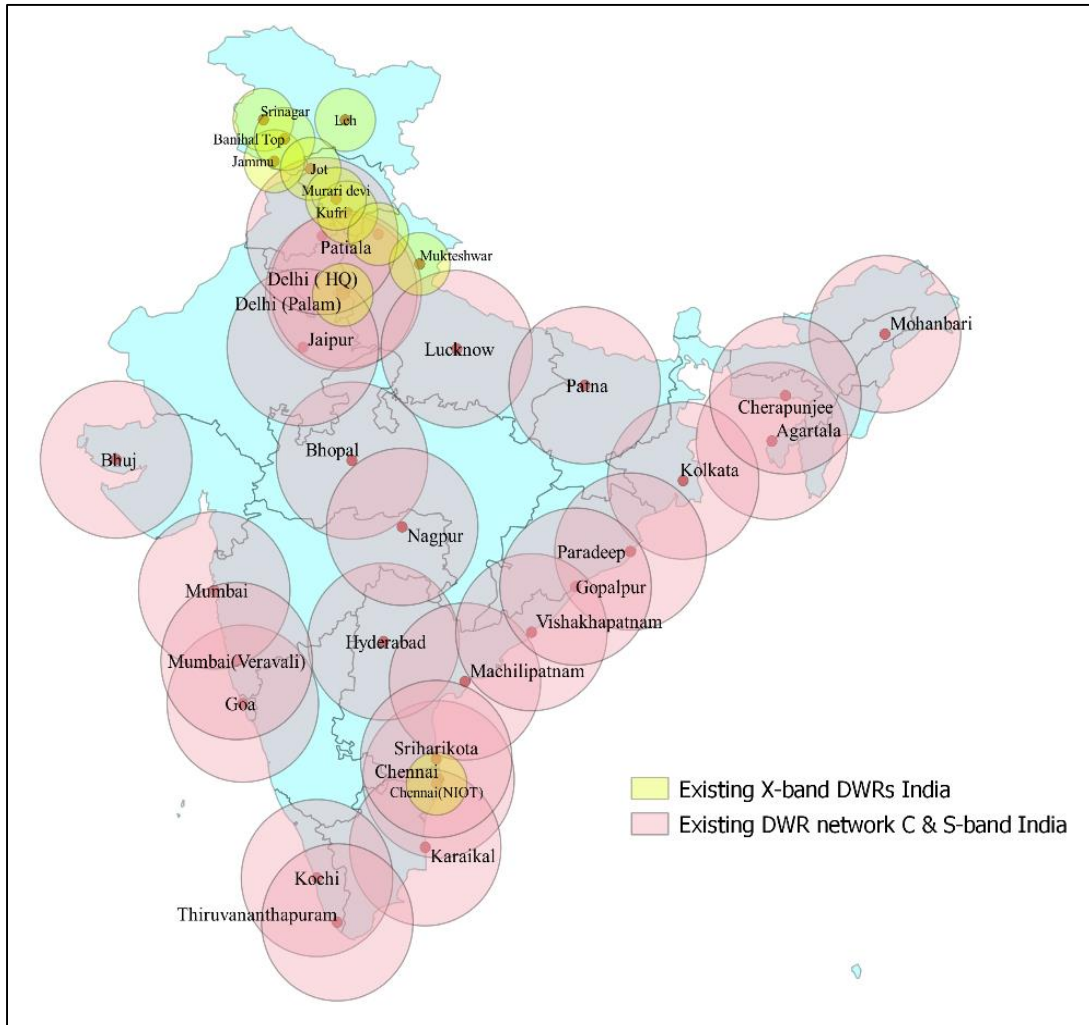 Srinagar
Leh
Banihal Top
Jammu
Jot
Murari devi
Kufri
Patiala
Mukteshwar
Delhi ( HQ)
Delhi (Palam)
Jaipur
Lucknow
Mohanbari
Patna
Cherapunjee
Agartala
Bhopal
Bhuj
Kolkata
Nagpur
Paradeep
Gopalpur
Mumbai
Vishakhapatnam
Hyderabad
Mumbai(Veravali)
Machilipatnam
Goa
Sriharikota
Chennai
Chennai(NIOT)
Existing X-band DWRs India
Existing DWR network C & S-band India
Karaikal
Kochi
Thiruvananthapuram